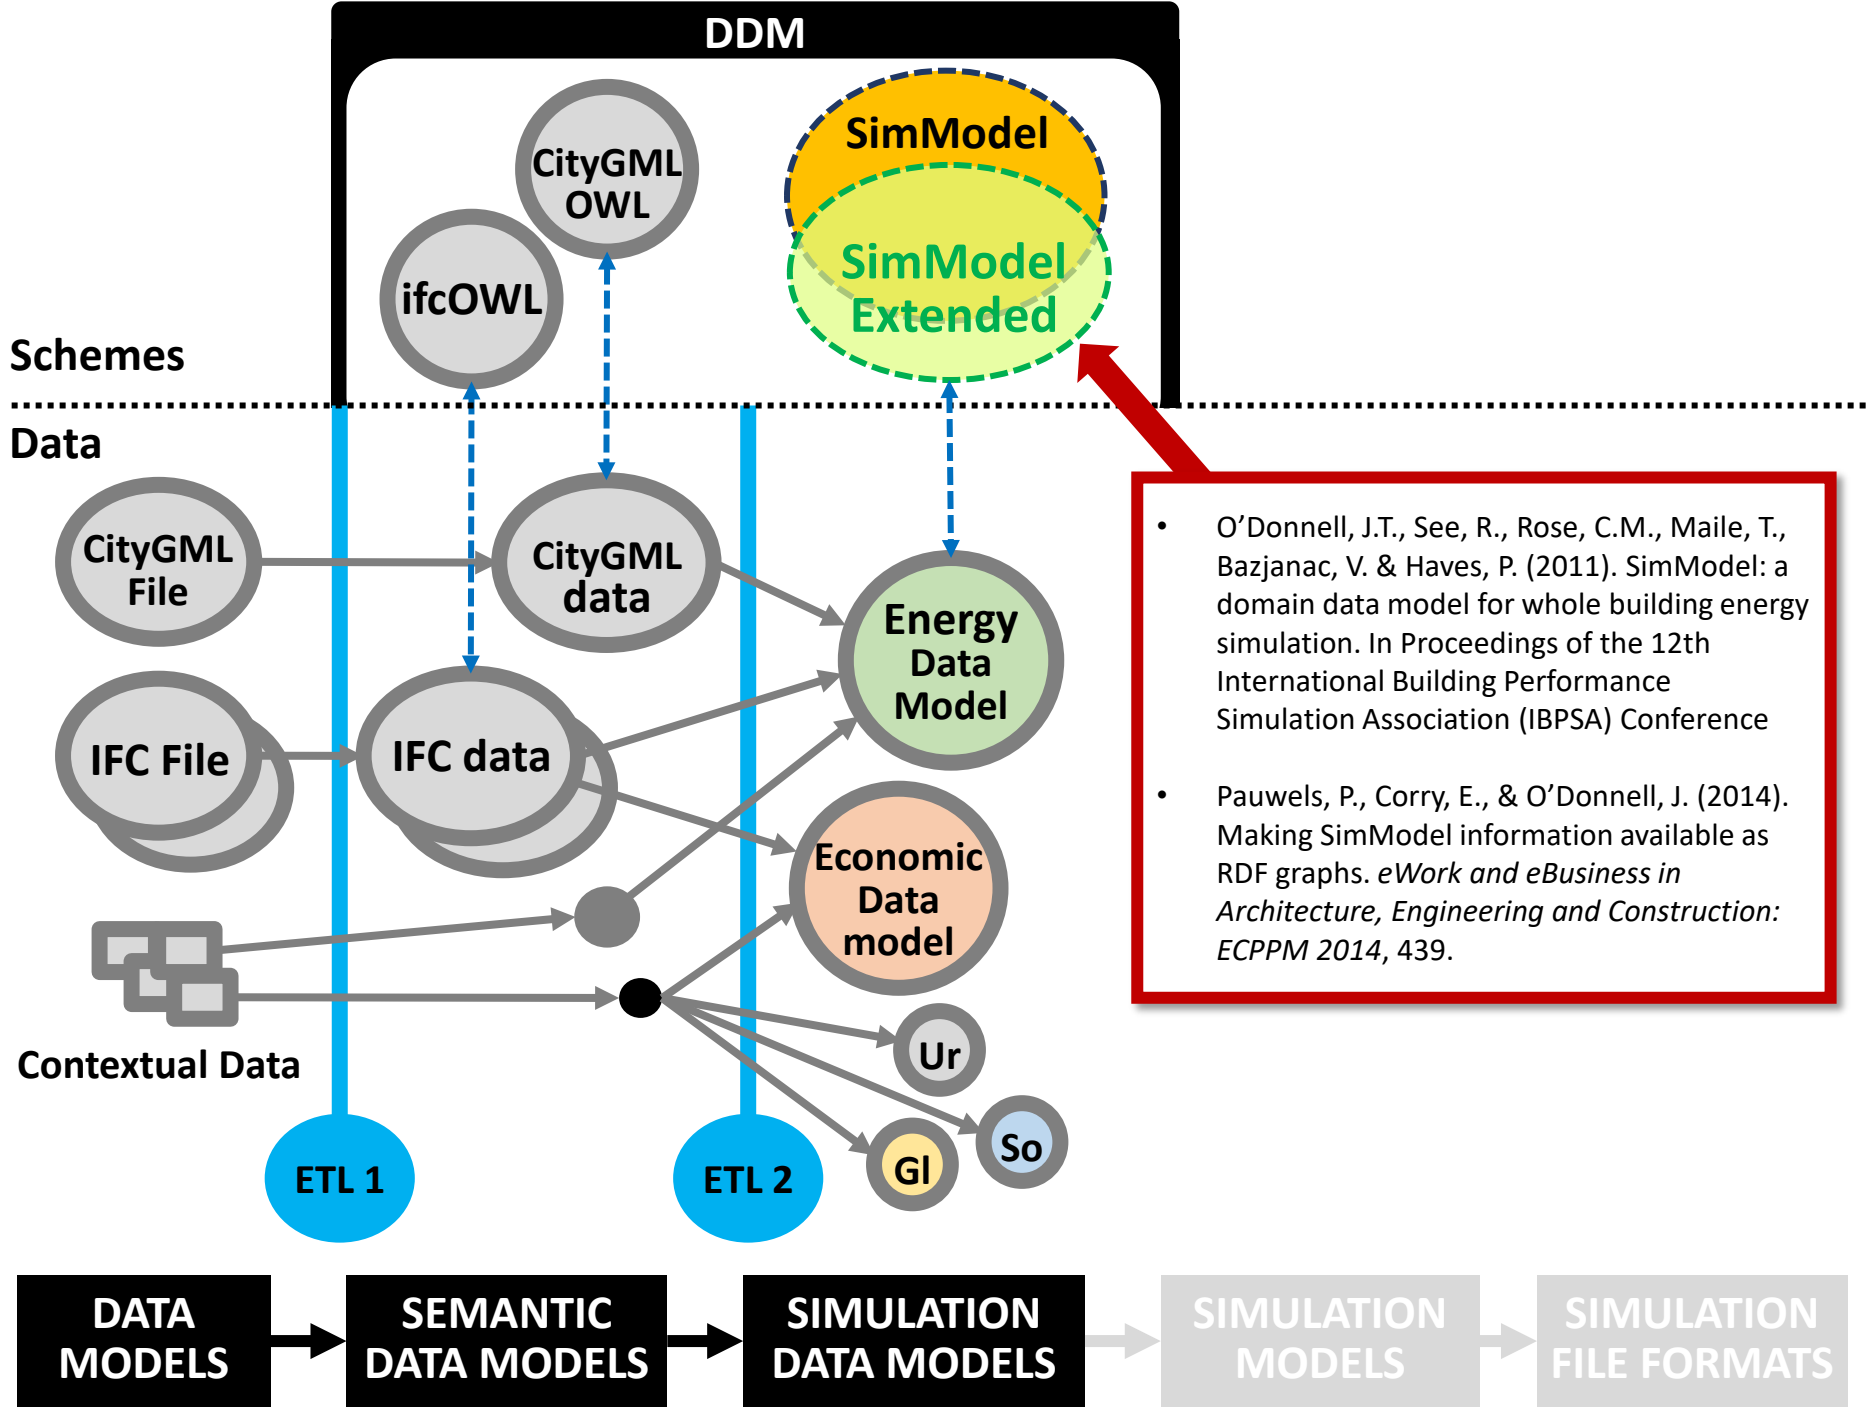 DDM
CityGML
OWL
SimModel
ifcOWL
SimModel
Extended
Schemes
Data
CityGML
File
CityGML
data
Energy
Data
Model
IFC File
IFC data
Economic
Data
model
Contextual Data
Ur
So
Gl
ETL 1
ETL 2
• O’Donnell, J.T., See, R., Rose, C.M., Maile, T.,
Bazjanac, V. & Haves, P. (2011). SimModel: a
domain data model for whole building energy
simulation. In Proceedings of the 12th
International Building Performance
Simulation Association (IBPSA) Conference
• Pauwels, P., Corry, E., & O’Donnell, J. (2014).
Making SimModel information available as
RDF graphs. eWork and eBusiness in
Architecture, Engineering and Construction:
ECPPM 2014, 439.
DATA
MODELS
SEMANTIC
DATA MODELS
SIMULATION
DATA MODELS
SIMULATION
MODELS
SIMULATION
FILE FORMATS